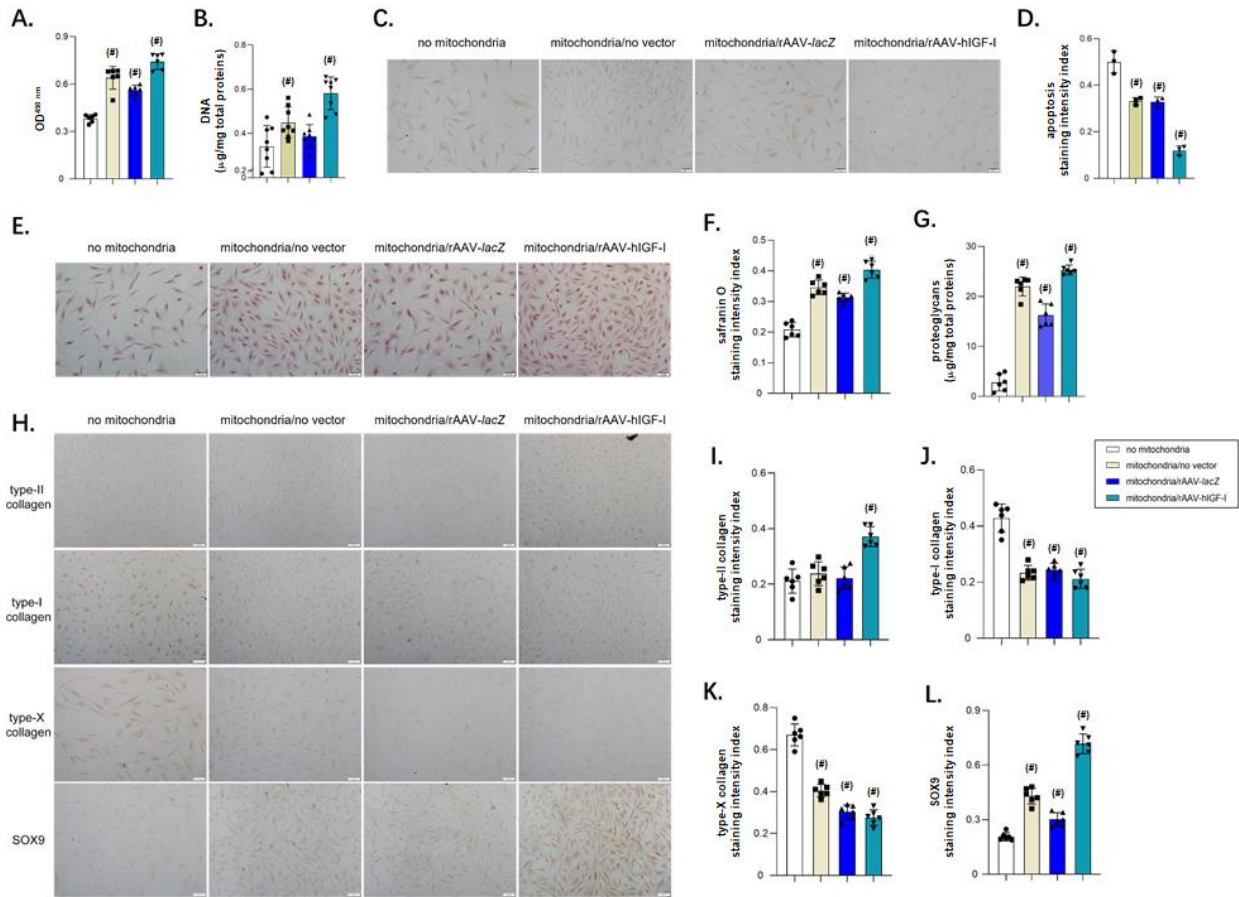 A.
OD450 nm
0.9
0.6
0.3
0
(#)
(#)
(#)
B.
DNA
(μg/mg total proteins)
0.8
0.6
0.4
0.2
0
(#)
(#)
C.
no mitochondria
mitochondria/no vector
mitochondria/rAAV-lacZ
mitochondria/rAAV-hIGF-I
D.
apoptosis
staining intensity index
0.6
0.4
0.2
0
(#)
(#)
(#)
E.
no mitochondria
mitochondria/no vector
mitochondria/rAAV-lacZ
mitochondria/rAAV-hIGF-I
F.
safranin O
staining intensity index
0.5
0.4
0.3
0.2
0.1
0
(#)
(#)
(#)
G.
proteoglycans
(μg/mg total proteins)
30
20
10
0
(#)
(#)
(#)
H.
no mitochondria
mitochondria/no vector
mitochondria/rAAV-lacZ
mitochondria/rAAV-hIGF-I
type-II
collagen
type-I
collagen
type-X
collagen
SOX9
I.
type-II collagen
staining intensity index
0.6
0.4
0.2
0
(#)
J.
type-I collagen
staining intensity index
0.6
0.4
0.2
0
(#)
(#)
(#)
no mitochondria
mitochondria/no vector
mitochondria/rAAV-lacZ
mitochondria/rAAV-hIGF-I
K.
type-X collagen
staining intensity index
0.8
0.6
0.4
0.2
0
(#)
(#)
(#)
L.
SOX9
staining intensity index
0.9
0.6
0.3
0
(#)
(#)
(#)